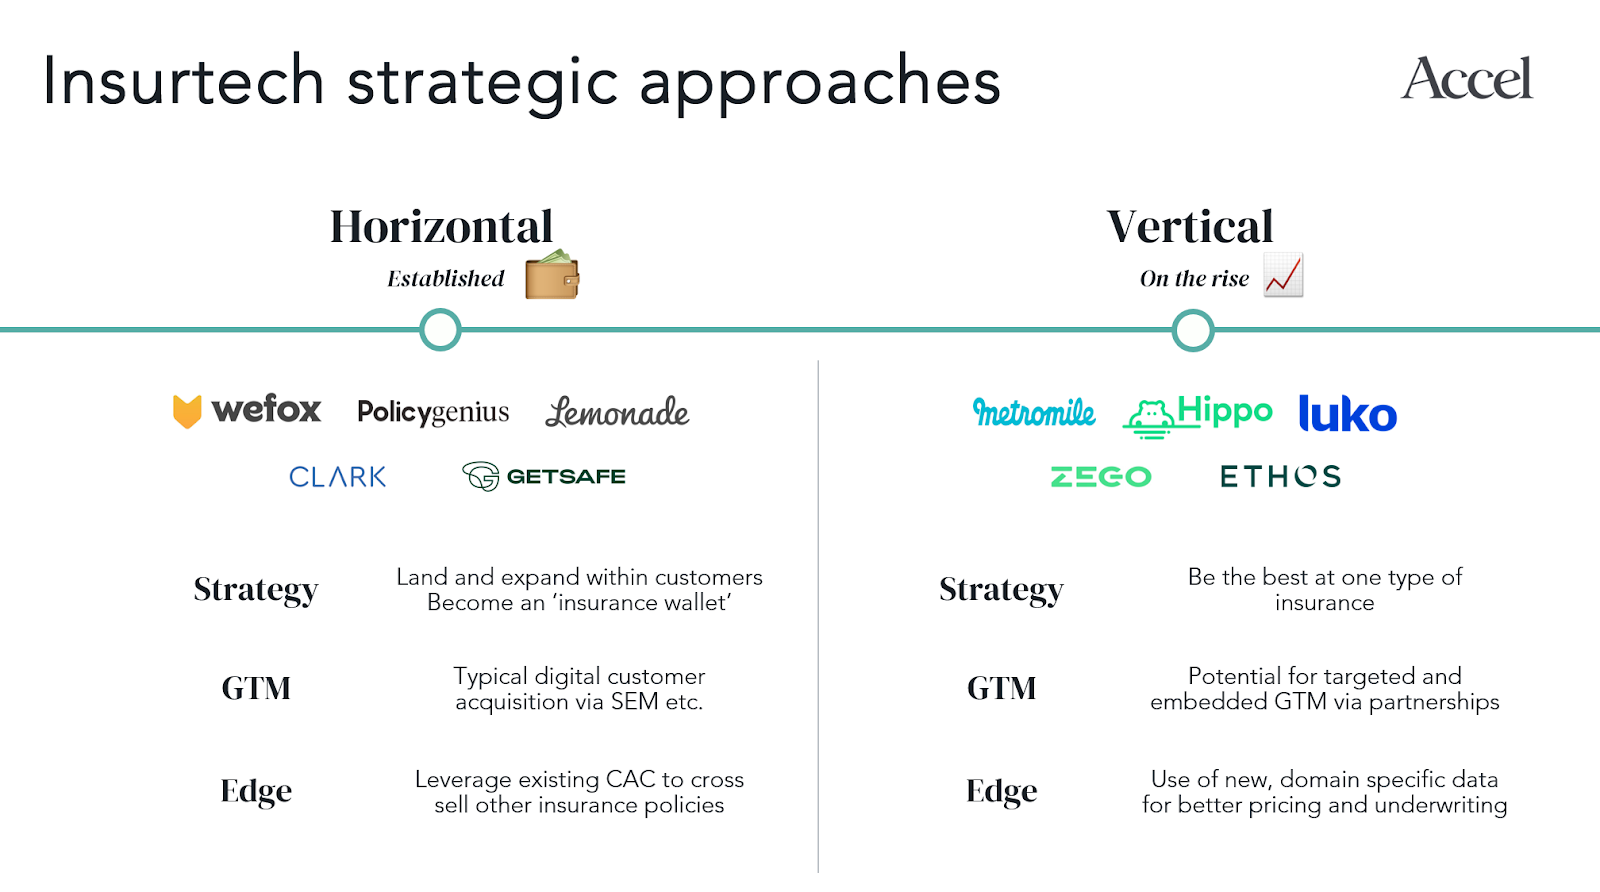 Insurtech strategic approaches
Accel
Horizontal
Established
wefox
Policygenius
Lemonade
CLARK
GETSAFE
Strategy
Land and expand within customers
Become an ‘insurance wallet’
GTM
Typical digital customer
acquisition via SEM etc.
Edge
Leverage existing CAC to cross
sell other insurance policies
Vertical
On the rise
metromile
Hippo
luko
ZEGO
ETHOS
Strategy
Be the best at one type of
insurance
GTM
Potential for targeted and
embedded GTM via partnerships
Edge
Use of new, domain specific data
for better pricing and underwriting